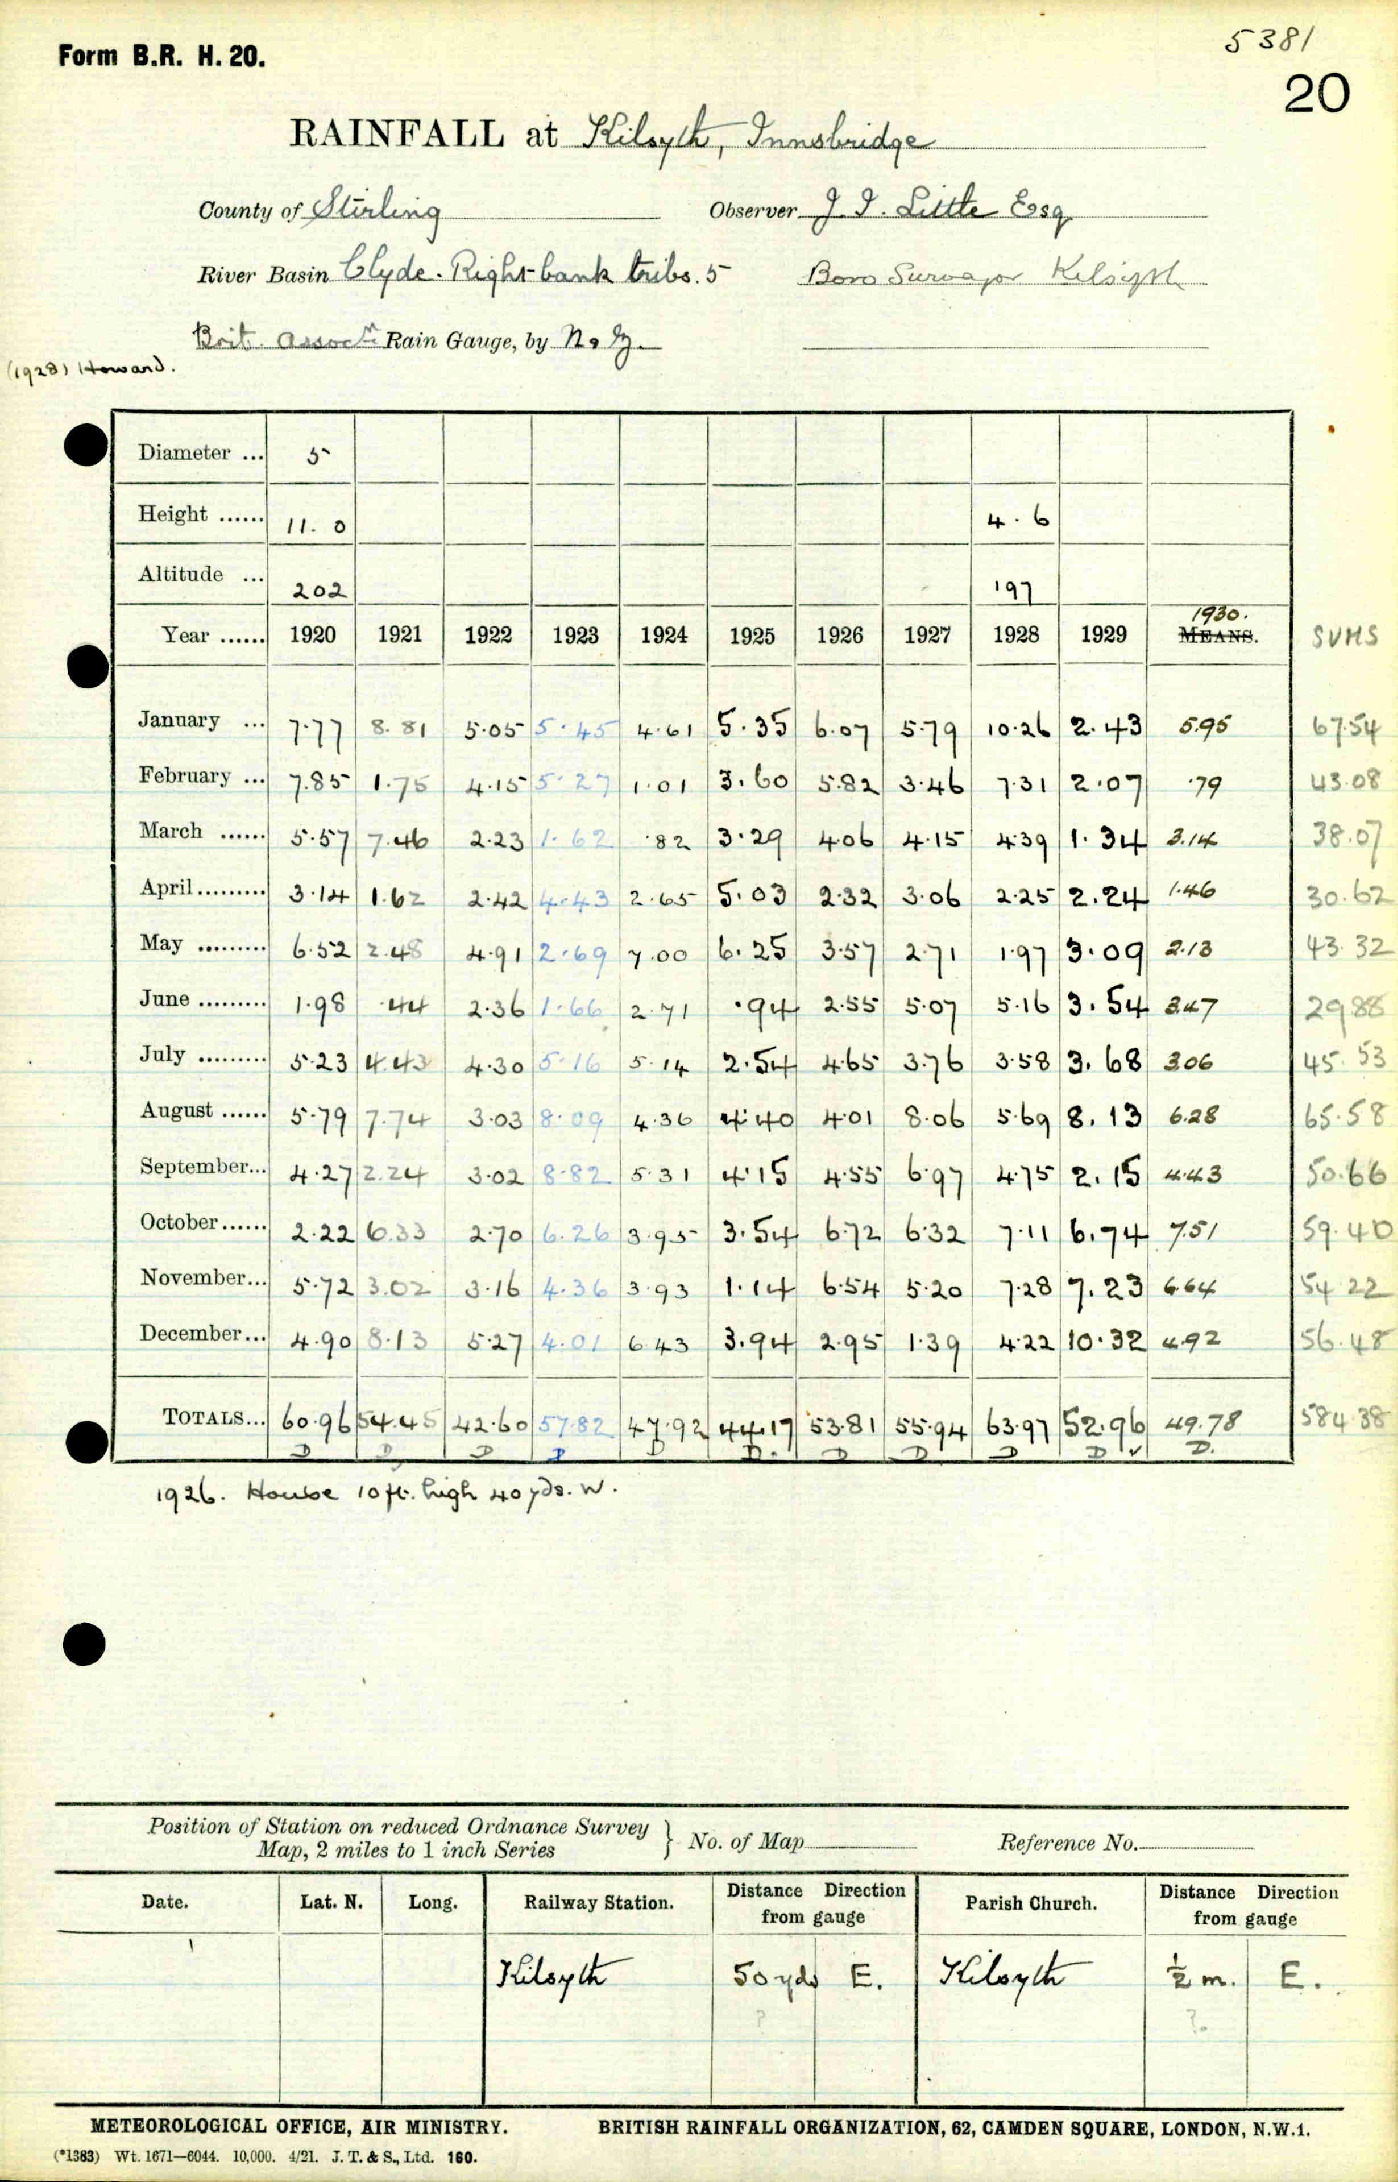 5381
Form B.R. H. 20.
20
RAINFALL at Kilsyth, Innsbridge
County of Stirling Observer J. I. Little Esq
River Basin Clyde. Right bank tribs. 5 Boro Surveyor Kilsyth
Brit. Assoctn Rain Gauge, by N. & Z.
(1928) Howard.
Diameter ... 5
Height ...... 11. 0 4. 6
Altitude ... 202 197
Year ...... 1920 1921 1922 1923 1924 1925 1926 1927 1928 1929 1930. MEANS. SUMS
January ... 7.77 8.81 5.05 5.45 4.61 5.35 6.07 5.79 10.26 2.43 5.95 67.54
February ... 7.85 1.75 4.15 5.27 1.01 3.60 5.82 3.46 7.31 2.07 .79 43.08
March ...... 5.57 7.46 2.23 1.62 .82 3.29 4.06 4.15 4.39 1.34 3.14 38.07
April......... 3.14 1.62 2.42 4.43 2.65 5.03 2.32 3.06 2.25 2.24 1.46 30.62
May ......... 6.52 2.48 4.91 2.69 7.00 6.25 3.57 2.71 1.97 3.09 2.13 43.32
June ......... 1.98 .44 2.36 1.66 2.71 .94 2.55 5.07 5.16 3.54 3.47 29.88
July ......... 5.23 4.43 4.30 5.16 5.14 2.54 4.65 3.76 3.58 3.68 3.06 45.53
August ...... 5.79 7.74 3.03 8.09 4.36 4.40 4.01 8.06 5.69 8.13 6.28 65.58
September... 4.27 2.24 3.02 8.82 5.31 4.15 4.55 6.97 4.75 2.15 4.43 50.66
October...... 2.22 6.33 2.70 6.26 3.95 3.54 6.72 6.32 7.11 6.74 7.51 59.40
November... 5.72 3.02 3.16 4.36 3.93 1.14 6.54 5.20 7.28 7.23 6.64 54.22
December... 4.90 8.13 5.27 4.01 6.43 3.94 2.95 1.39 4.22 10.32 4.92 56.48
TOTALS... 60.96 54.45 42.60 57.82 47.92 44.17 53.81 55.94 63.97 52.96 49.78 584.38
D D D D D D. D D D D ✓ D.
1926. House 10 ft. high 40 yds. W.
Position of Station on reduced Ordnance Survey
Map, 2 miles to 1 inch Series } No. of Map Reference No.
Date. Lat. N. Long. Railway Station. Distance Direction from gauge Parish Church. Distance Direction from gauge
Kilsyth 50 yds E. Kilsyth ½ m. E.
? ?.
METEOROLOGICAL OFFICE, AIR MINISTRY. BRITISH RAINFALL ORGANIZATION, 62, CAMDEN SQUARE, LONDON, N.W.1.
(*1383) Wt. 1671—6044. 10,000. 4/21. J. T. & S., Ltd. 160.